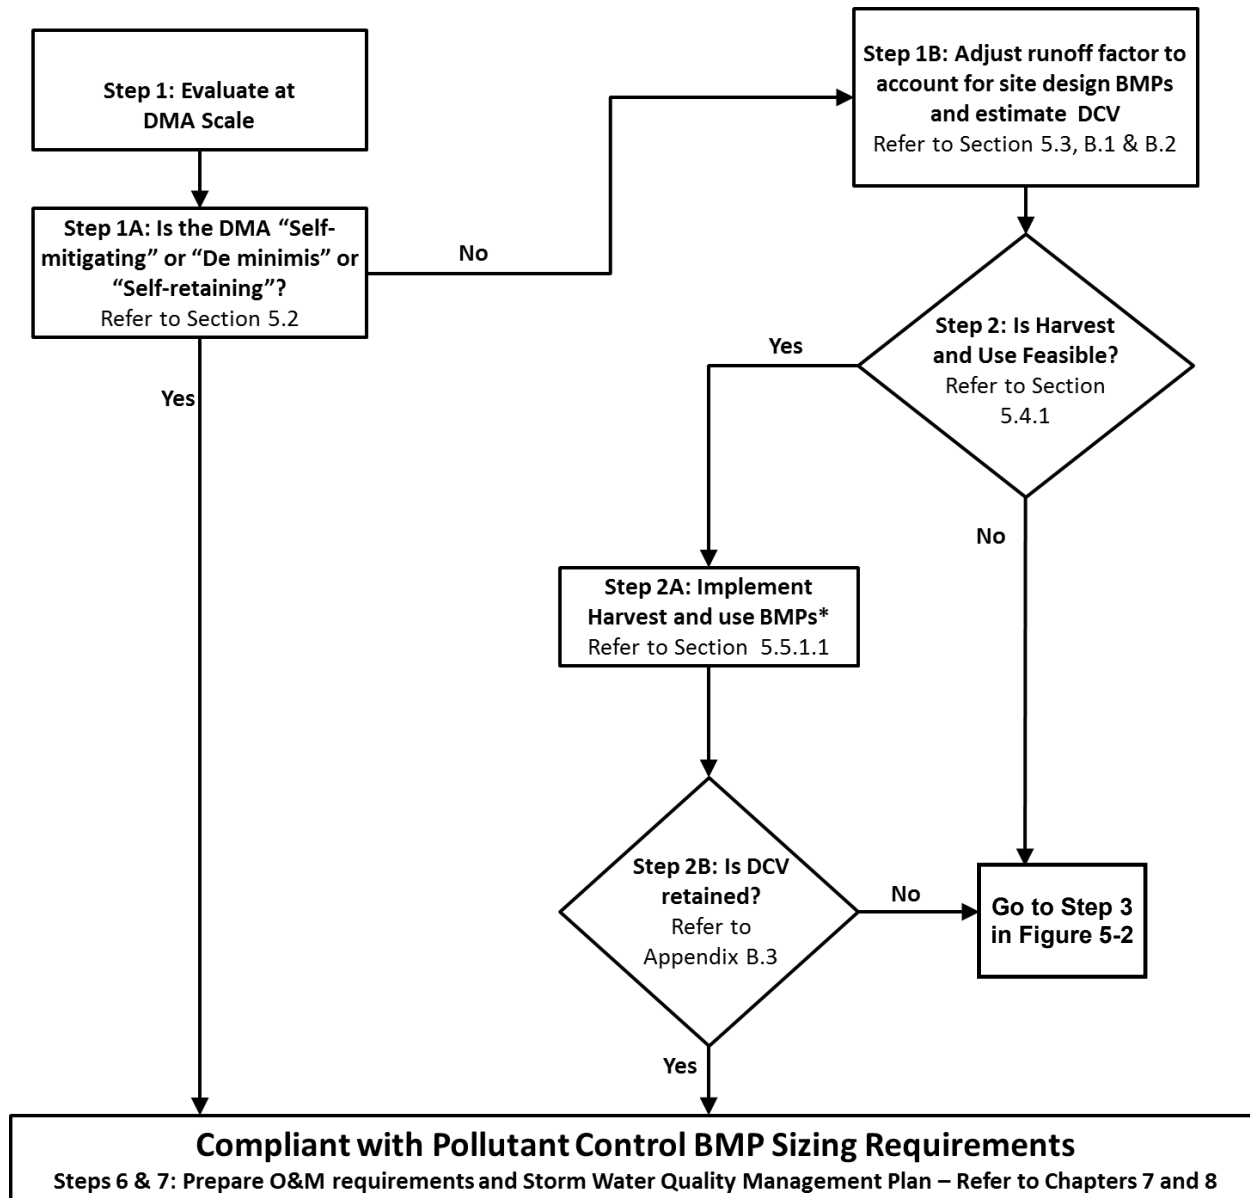 Step 1: Evaluate at
DMA Scale
Step 1A: Is the DMA “Self-
mitigating” or “De minimis” or
“Self-retaining”?
Refer to Section 5.2
No
Yes
Step 1B: Adjust runoff factor to
account for site design BMPs
and estimate DCV
Refer to Section 5.3, B.1 & B.2
Step 2: Is Harvest
and Use Feasible?
Refer to Section
5.4.1
Yes
No
Step 2A: Implement
Harvest and use BMPs*
Refer to Section 5.5.1.1
Step 2B: Is DCV
retained?
Refer to
Appendix B.3
No
Go to Step 3
in Figure 5-2
Yes
Compliant with Pollutant Control BMP Sizing Requirements
Steps 6 & 7: Prepare O&M requirements and Storm Water Quality Management Plan – Refer to Chapters 7 and 8